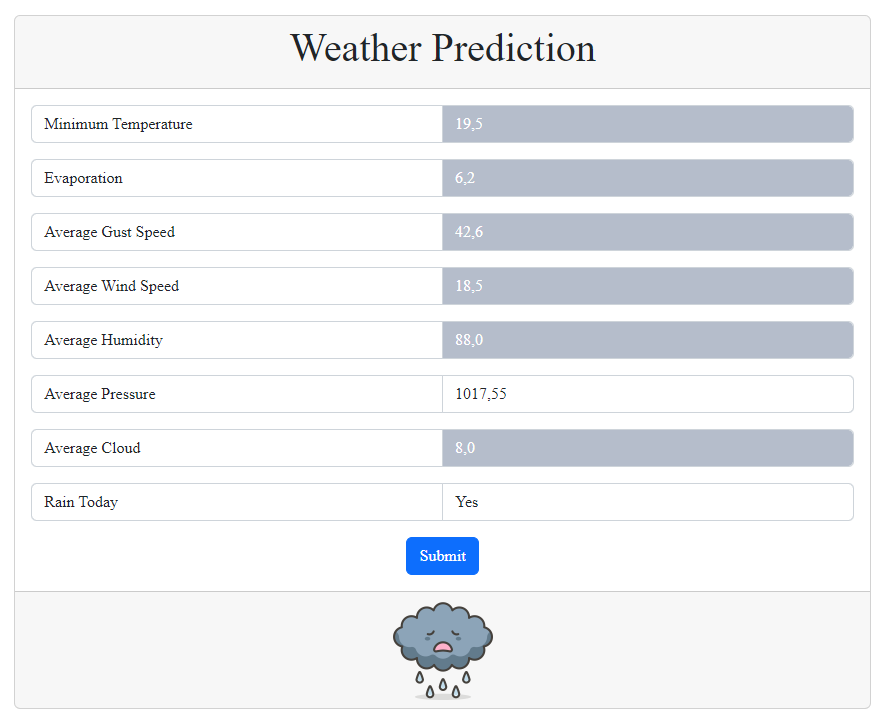 Weather Prediction
Minimum Temperature 19,5
Evaporation 6,2
Average Gust Speed 42,6
Average Wind Speed 18,5
Average Humidity 88,0
Average Pressure 1017,55
Average Cloud 8,0
Rain Today Yes
Submit